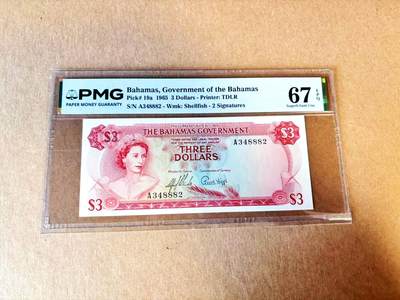 PMG
PAPER MONEY GUARANTY
Bahamas, Government of the Bahamas
Pick# 19a 1965 3 Dollars - Printer: TDLR
S/N A348882 - Wmk: Shellfish - 2 Signatures
67 EPQ
Superb Gem Unc
$3
THE BAHAMAS GOVERNMENT
$3
A348882
THREE
DOLLARS
A348882
$3
$3